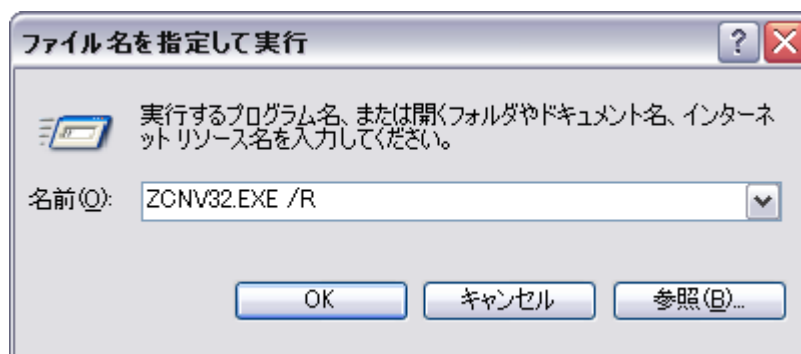 ファイル名を指定して実行
実行するプログラム名、または開くフォルダやドキュメント名、インターネ
ット リソース名を入力してください。
名前(O): ZCNV32.EXE /R
OK キャンセル 参照(B)...